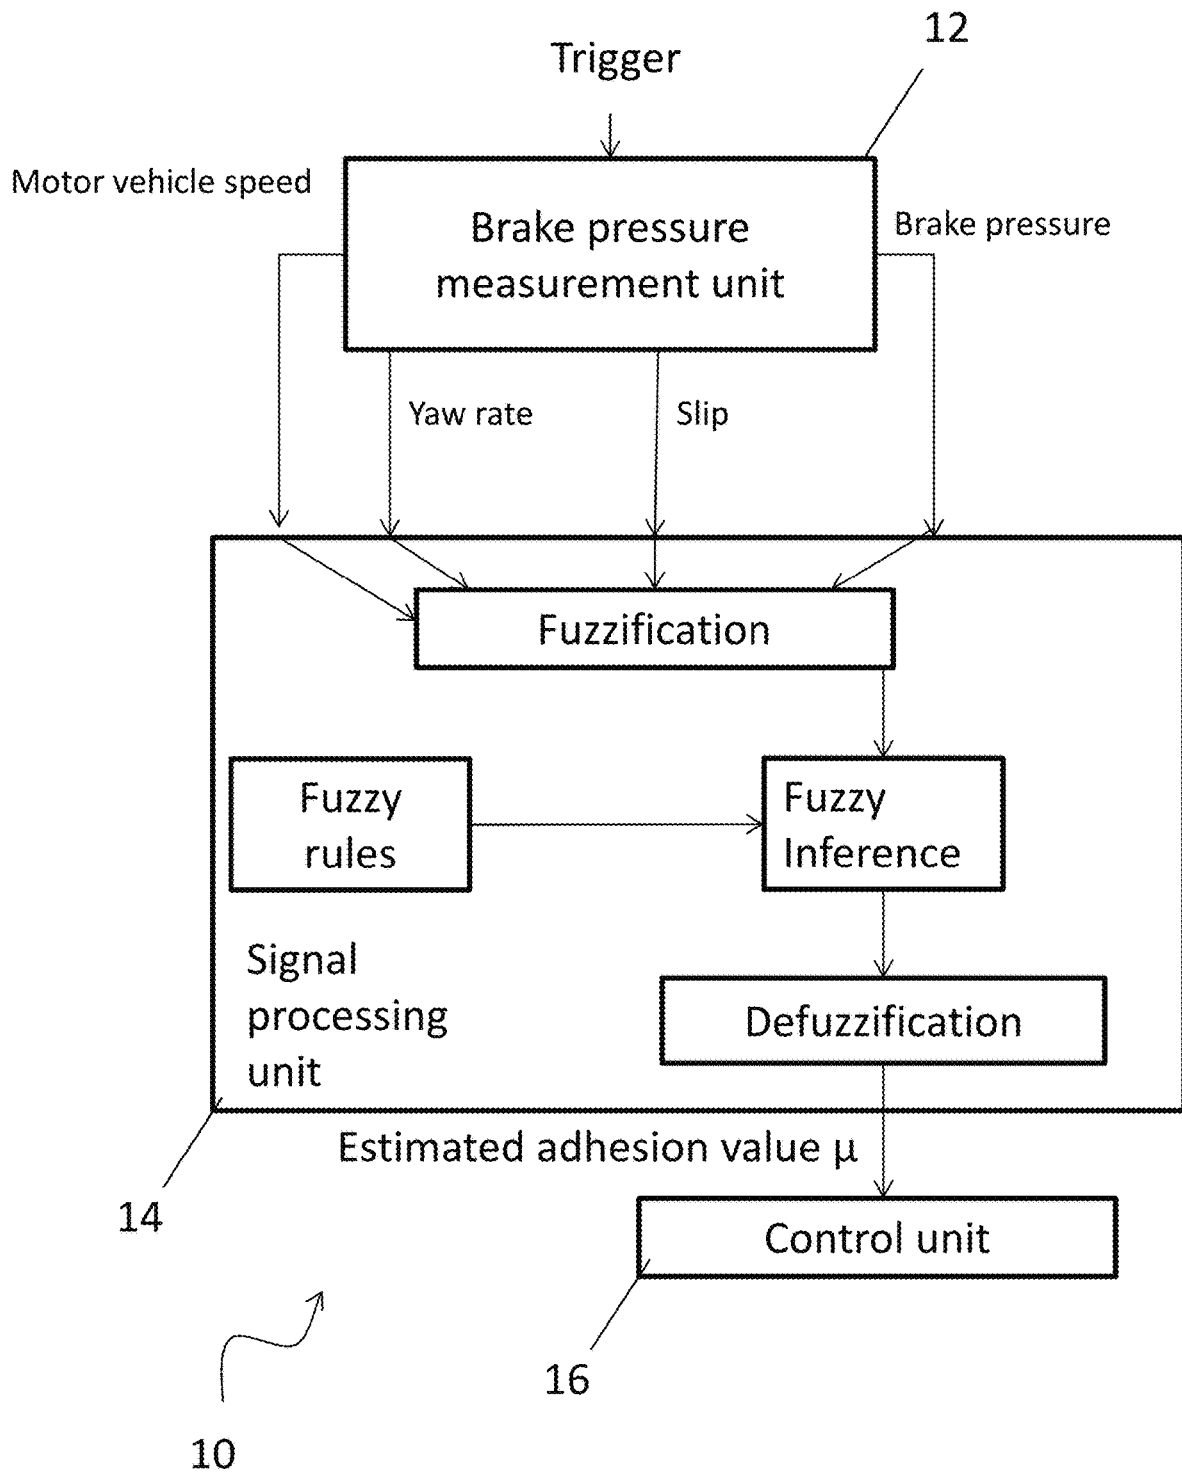 12
Trigger
Motor vehicle speed
Brake pressure
measurement unit
Brake pressure
Yaw rate
Slip
Fuzzification
Fuzzy
rules
Fuzzy
Inference
Signal
processing
unit
Defuzzification
Estimated adhesion value μ
14
Control unit
16
10